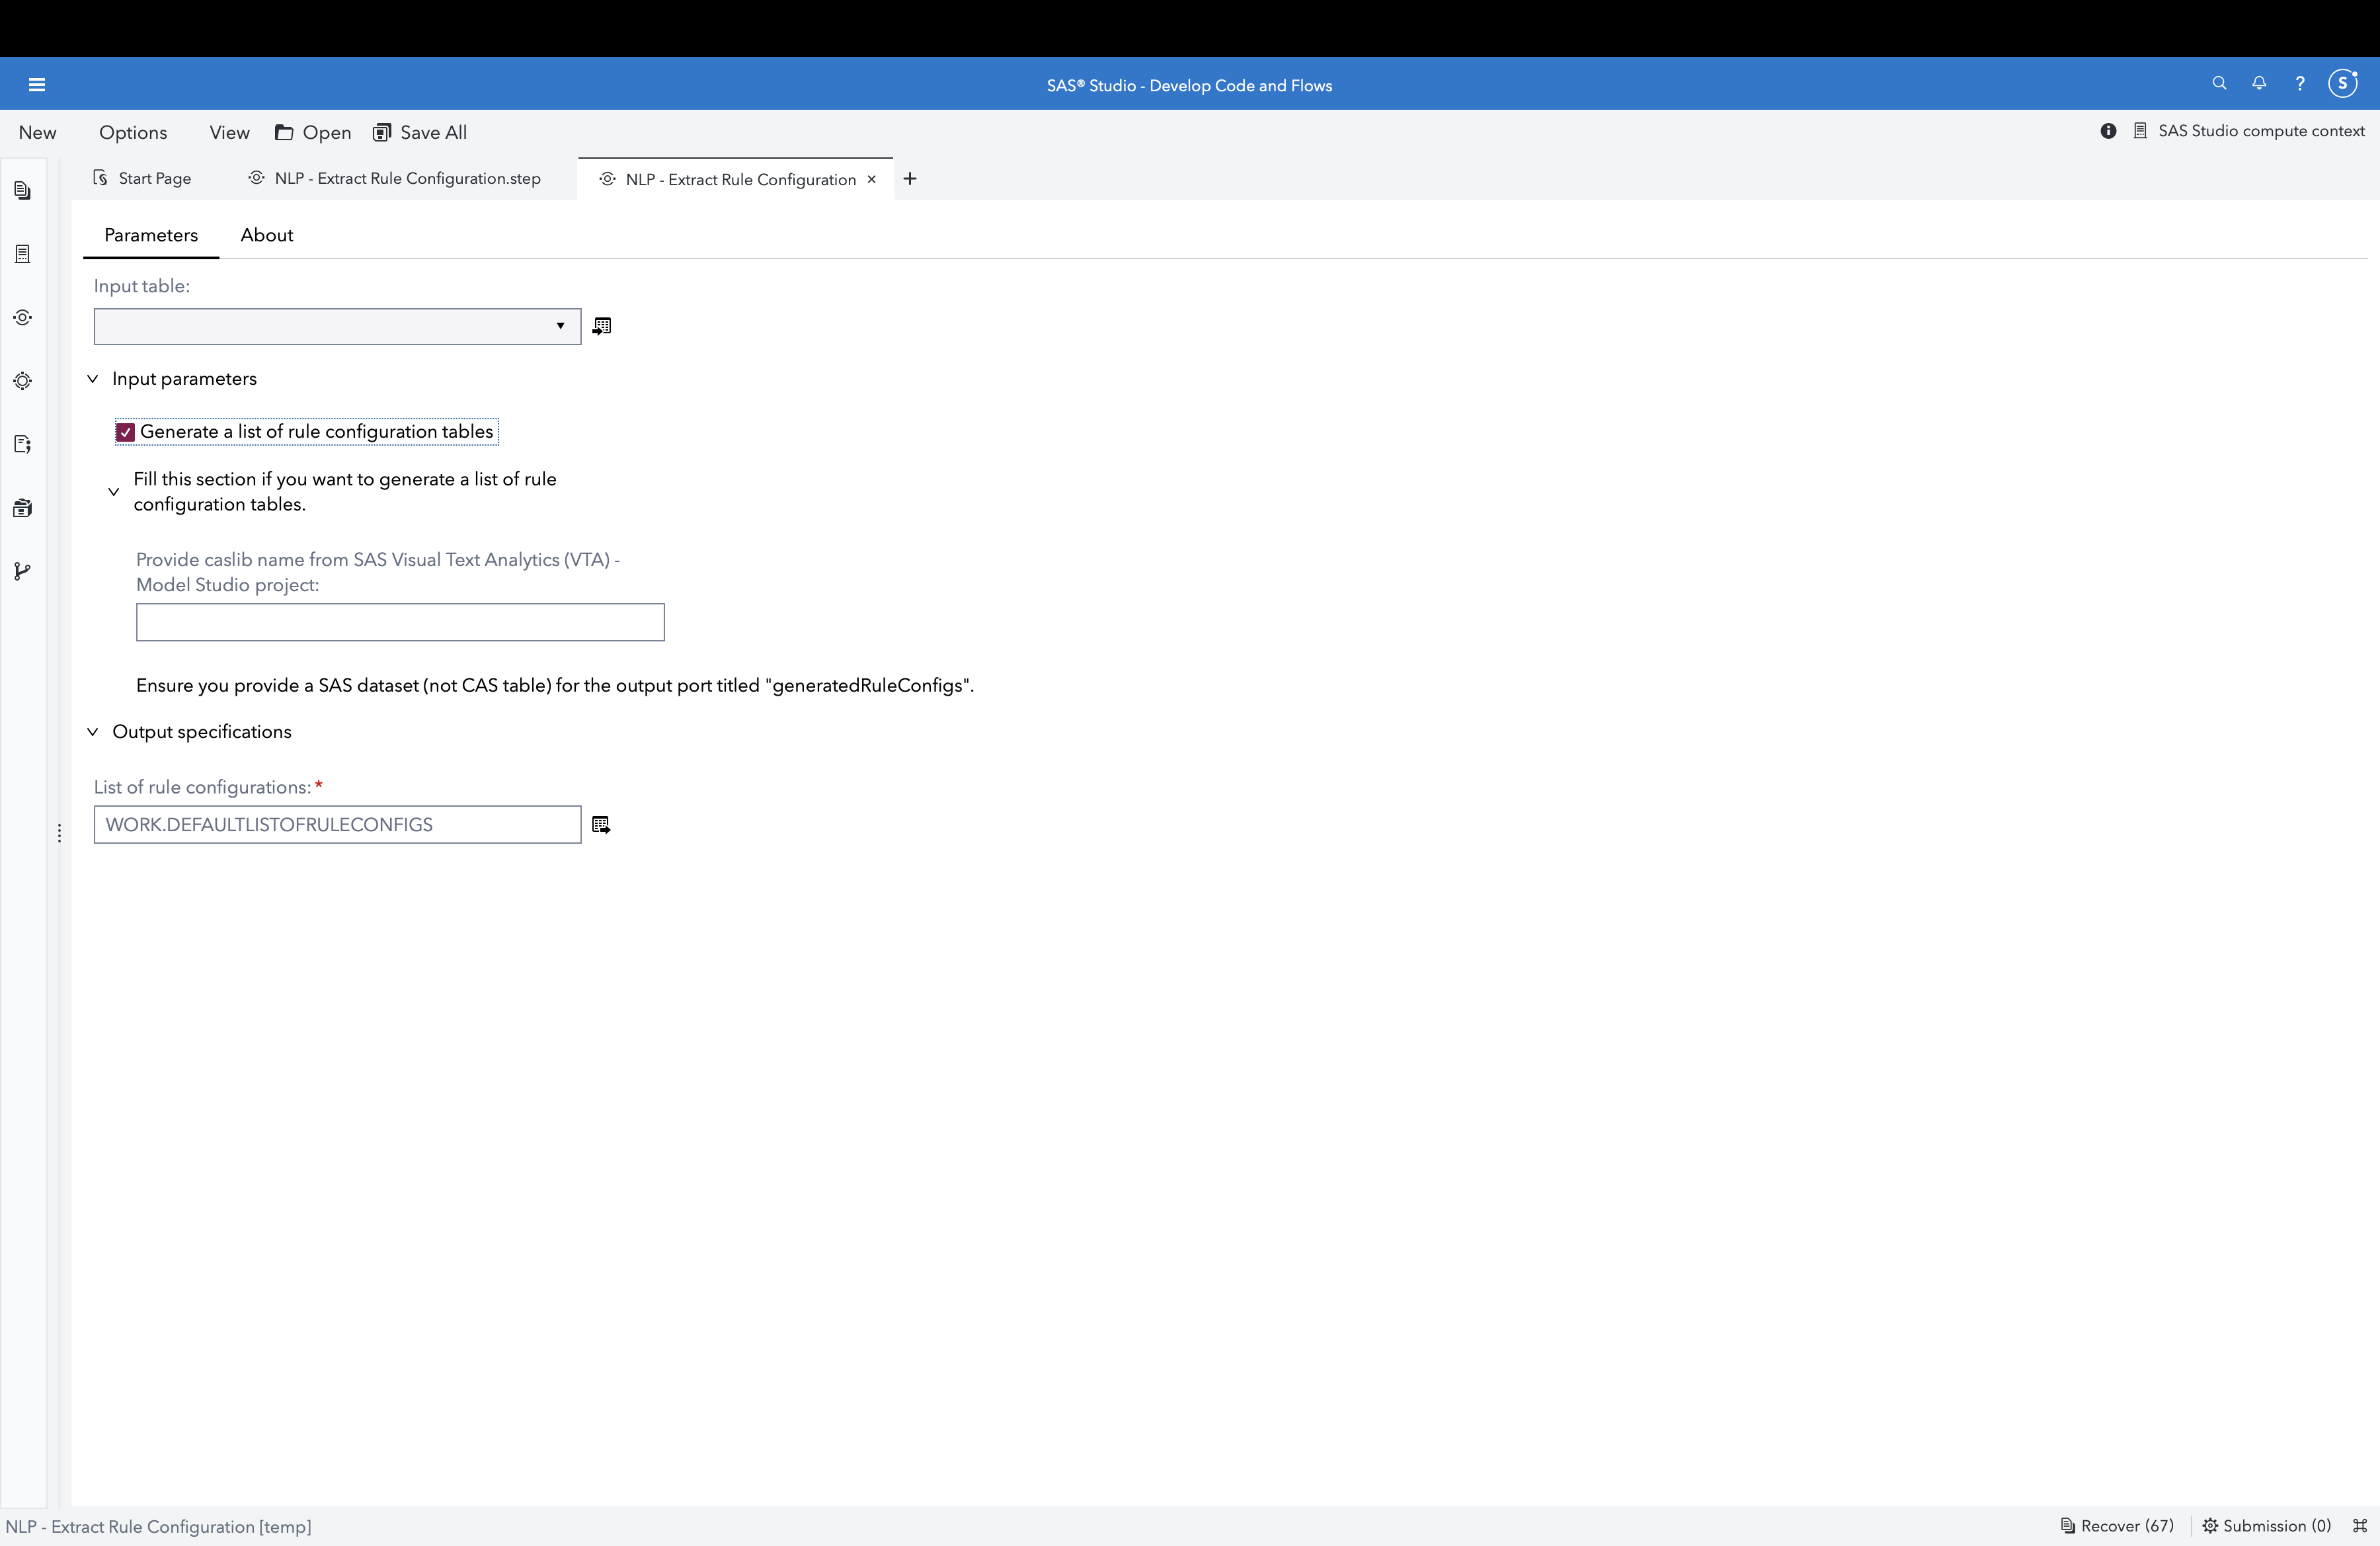 SAS® Studio - Develop Code and Flows
?
S
New
Options
View
Open
Save All
SAS Studio compute context
Start Page
NLP - Extract Rule Configuration.step
NLP - Extract Rule Configuration
Parameters
About
Input table:
Input parameters
Generate a list of rule configuration tables
Fill this section if you want to generate a list of rule
configuration tables.
Provide caslib name from SAS Visual Text Analytics (VTA) -
Model Studio project:
Ensure you provide a SAS dataset (not CAS table) for the output port titled "generatedRuleConfigs".
Output specifications
List of rule configurations: *
WORK.DEFAULTLISTOFRULECONFIGS
NLP - Extract Rule Configuration [temp]
Recover (67)
Submission (0)